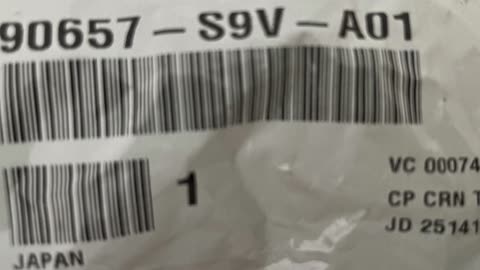 90657-S9V-A01
1
VC 00074
CP CRN T
JD 25141
JAPAN